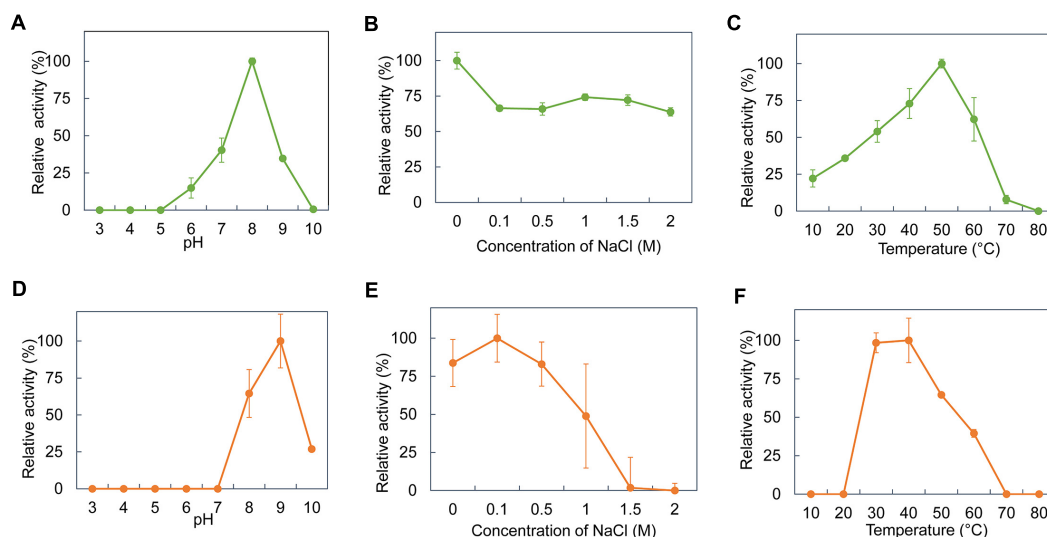 A
Relative activity (%)
100
75
50
25
0
3 4 5 6 7 8 9 10
pH
B
Relative activity (%)
100
75
50
25
0
0 0.1 0.5 1 1.5 2
Concentration of NaCl (M)
C
Relative activity (%)
100
75
50
25
0
10 20 30 40 50 60 70 80
Temperature (°C)
D
Relative activity (%)
100
75
50
25
0
3 4 5 6 7 8 9 10
pH
E
Relative activity (%)
100
75
50
25
0
0 0.1 0.5 1 1.5 2
Concentration of NaCl (M)
F
Relative activity (%)
100
75
50
25
0
10 20 30 40 50 60 70 80
Temperature (°C)